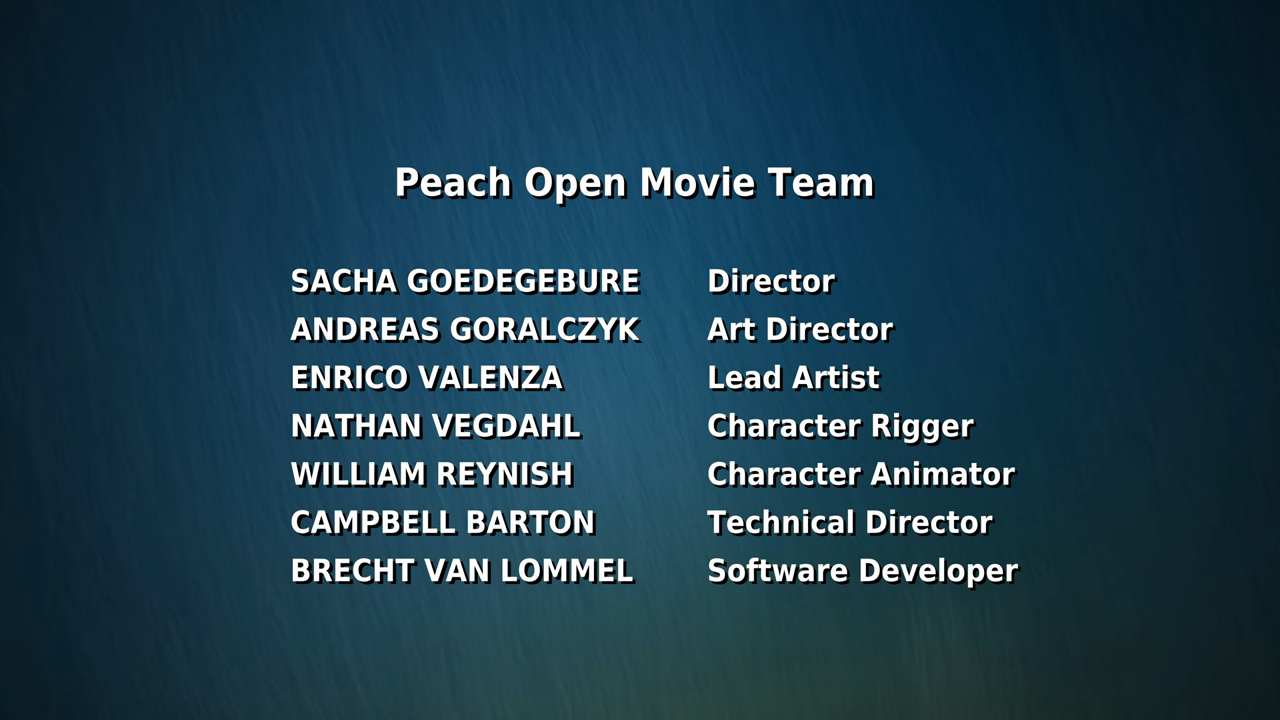 Peach Open Movie Team
SACHA GOEDEGEBURE Director
ANDREAS GORALCZYK Art Director
ENRICO VALENZA Lead Artist
NATHAN VEGDAHL Character Rigger
WILLIAM REYNISH Character Animator
CAMPBELL BARTON Technical Director
BRECHT VAN LOMMEL Software Developer